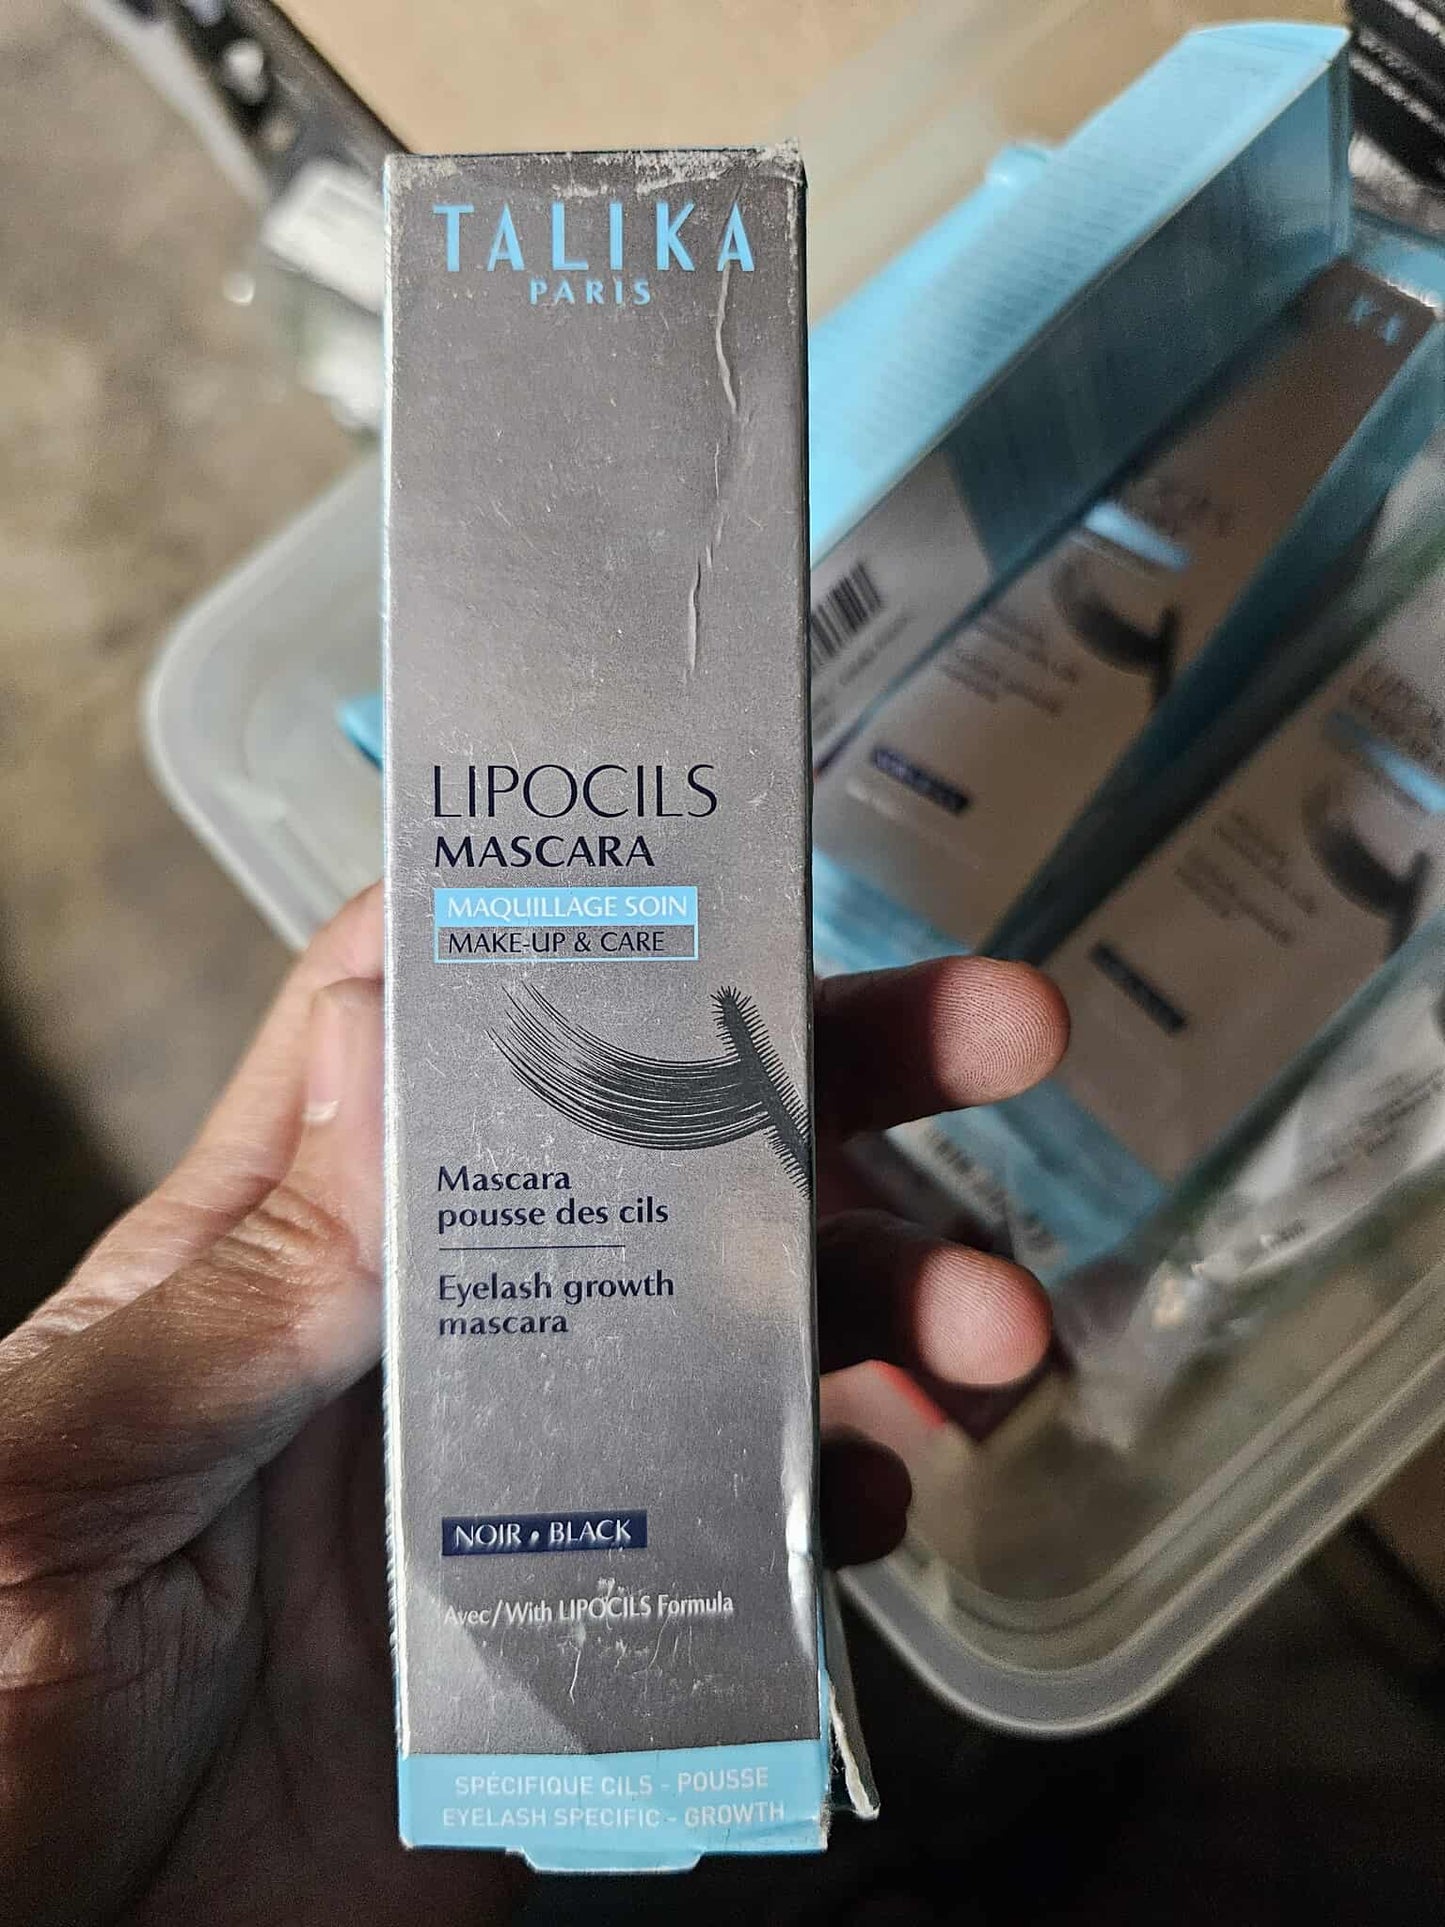 TALIKA
PARIS
LIPOCILS
MASCARA
MAQUILLAGE SOIN
MAKE-UP & CARE
Mascara
pousse des cils
Eyelash growth
mascara
NOIR • BLACK
Avec/With LIPOCILS Formula
SPÉCIFIQUE CILS - POUSSE
EYELASH SPECIFIC - GROWTH